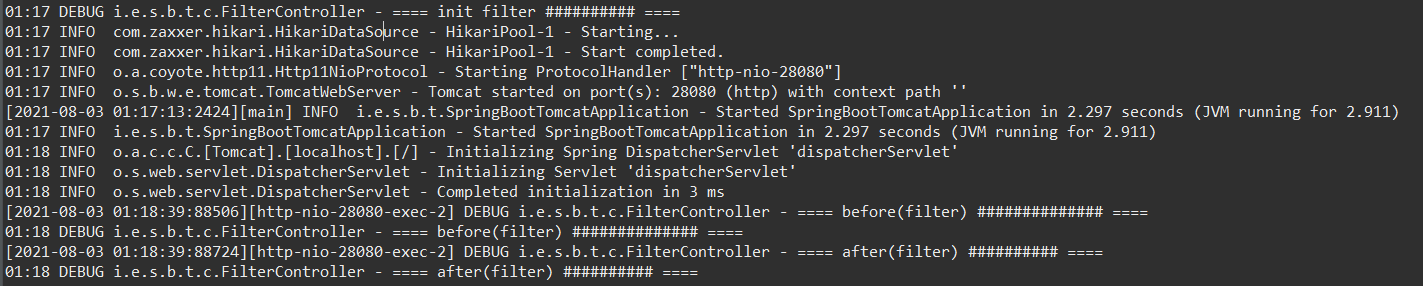 01:17 DEBUG i.e.s.b.t.c.FilterController - ==== init filter ########## ====
01:17 INFO  com.zaxxer.hikari.HikariDataSource - HikariPool-1 - Starting...
01:17 INFO  com.zaxxer.hikari.HikariDataSource - HikariPool-1 - Start completed.
01:17 INFO  o.a.coyote.http11.Http11NioProtocol - Starting ProtocolHandler ["http-nio-28080"]
01:17 INFO  o.s.b.w.e.tomcat.TomcatWebServer - Tomcat started on port(s): 28080 (http) with context path ''
[2021-08-03 01:17:13:2424][main] INFO  i.e.s.b.t.SpringBootTomcatApplication - Started SpringBootTomcatApplication in 2.297 seconds (JVM running for 2.911)
01:17 INFO  i.e.s.b.t.SpringBootTomcatApplication - Started SpringBootTomcatApplication in 2.297 seconds (JVM running for 2.911)
01:18 INFO  o.a.c.c.C.[Tomcat].[localhost].[/] - Initializing Spring DispatcherServlet 'dispatcherServlet'
01:18 INFO  o.s.web.servlet.DispatcherServlet - Initializing Servlet 'dispatcherServlet'
01:18 INFO  o.s.web.servlet.DispatcherServlet - Completed initialization in 3 ms
[2021-08-03 01:18:39:88506][http-nio-28080-exec-2] DEBUG i.e.s.b.t.c.FilterController - ==== before(filter) ############## ====
01:18 DEBUG i.e.s.b.t.c.FilterController - ==== before(filter) ############## ====
[2021-08-03 01:18:39:88724][http-nio-28080-exec-2] DEBUG i.e.s.b.t.c.FilterController - ==== after(filter) ########## ====
01:18 DEBUG i.e.s.b.t.c.FilterController - ==== after(filter) ########## ====